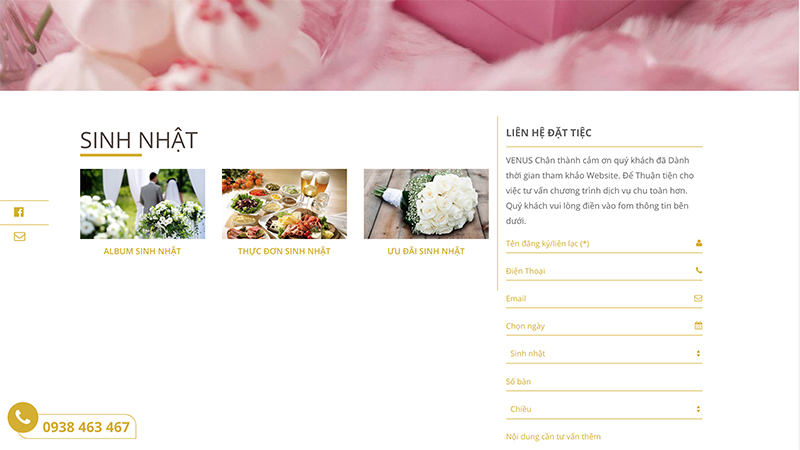 SINH NHẬT
ALBUM SINH NHẬT
THỰC ĐƠN SINH NHẬT
ƯU ĐÃI SINH NHẬT
LIÊN HỆ ĐẶT TIỆC
VENUS Chân thành cảm ơn quý khách đã Dành
thời gian tham khảo Website. Để Thuận tiện cho
việc tư vấn chương trình dịch vụ chu toàn hơn.
Quý khách vui lòng điền vào fom thông tin bên
dưới.
Tên đăng ký/liên lạc (*)
Điện Thoại
Email
Chọn ngày
Sinh nhật
Số bàn
Chiều
Nội dung cần tư vấn thêm
0938 463 467